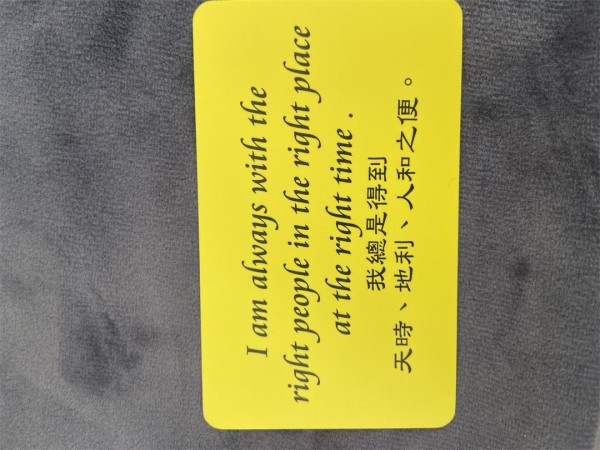 I am always with the
right people in the right place
at the right time .
我總是得到
天時、地利、人和之便。